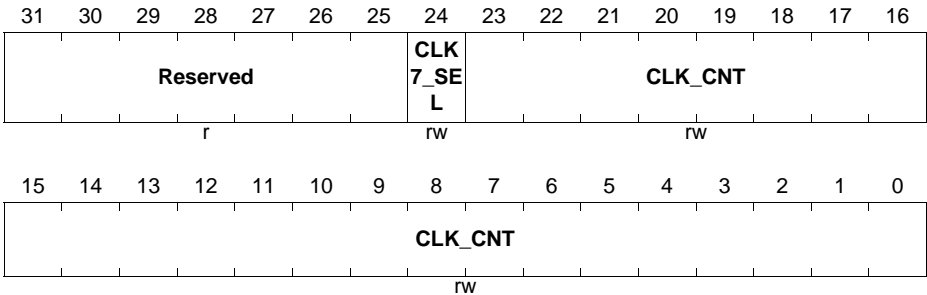 31 30 29 28 27 26 25 24 23 22 21 20 19 18 17 16
CLK
Reserved 7_SE CLK_CNT
L
r rw rw
15 14 13 12 11 10 9 8 7 6 5 4 3 2 1 0
CLK_CNT
rw